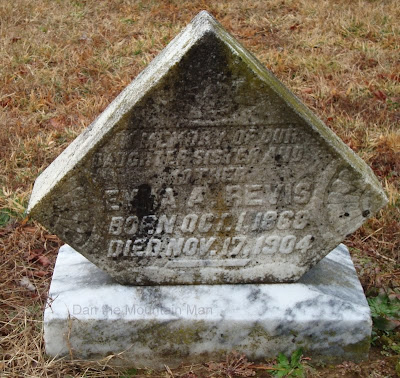 MEMORY OF OUR
DAUGHTER SISTER AND
MOTHER
A. REVIS
BORN OCT. 1, 1868
DIED NOV. 17, 1904
Dan the Mountain Man